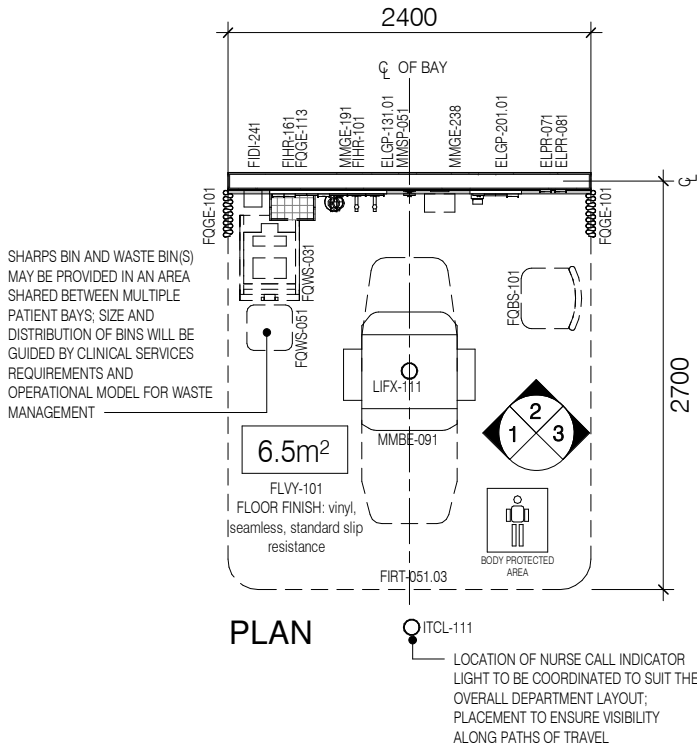 2400
℄ OF BAY
FIDI-241
FIHR-161
FQGE-113
MMGE-191
FIHR-101
ELGP-131.01
MMSP-051
MMGE-238
ELGP-201.01
ELPR-071
ELPR-081
℄
FQGE-101
FQGE-101
SHARPS BIN AND WASTE BIN(S)
MAY BE PROVIDED IN AN AREA
SHARED BETWEEN MULTIPLE
PATIENT BAYS; SIZE AND
DISTRIBUTION OF BINS WILL BE
GUIDED BY CLINICAL SERVICES
REQUIREMENTS AND
OPERATIONAL MODEL FOR WASTE
MANAGEMENT
FQWS-031
FQWS-051
FQBS-101
LIFX-111
2700
MMBE-091
2
1 3
6.5m²
FLVY-101
FLOOR FINISH: vinyl,
seamless, standard slip
resistance
BODY PROTECTED
AREA
FIRT-051.03
PLAN
ITCL-111
LOCATION OF NURSE CALL INDICATOR
LIGHT TO BE COORDINATED TO SUIT THE
OVERALL DEPARTMENT LAYOUT;
PLACEMENT TO ENSURE VISIBILITY
ALONG PATHS OF TRAVEL